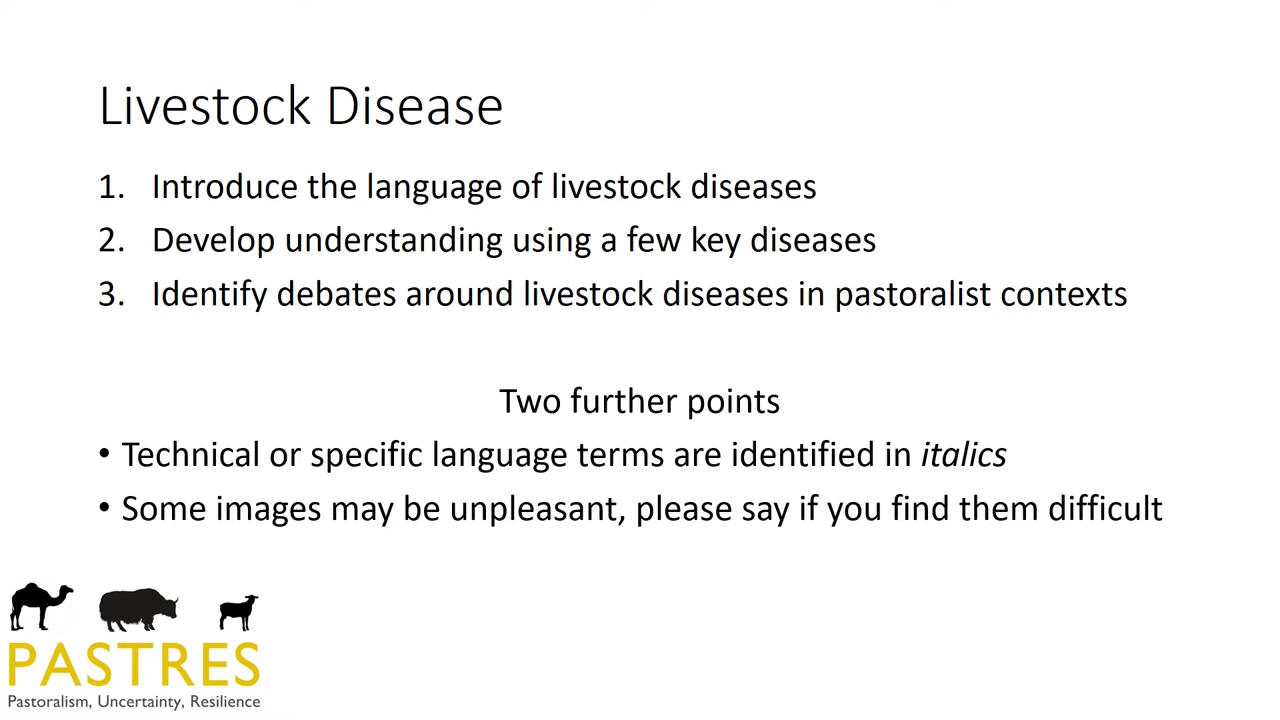 Livestock Disease
1. Introduce the language of livestock diseases
2. Develop understanding using a few key diseases
3. Identify debates around livestock diseases in pastoralist contexts
Two further points
• Technical or specific language terms are identified in italics
• Some images may be unpleasant, please say if you find them difficult
PASTRES
Pastoralism, Uncertainty, Resilience